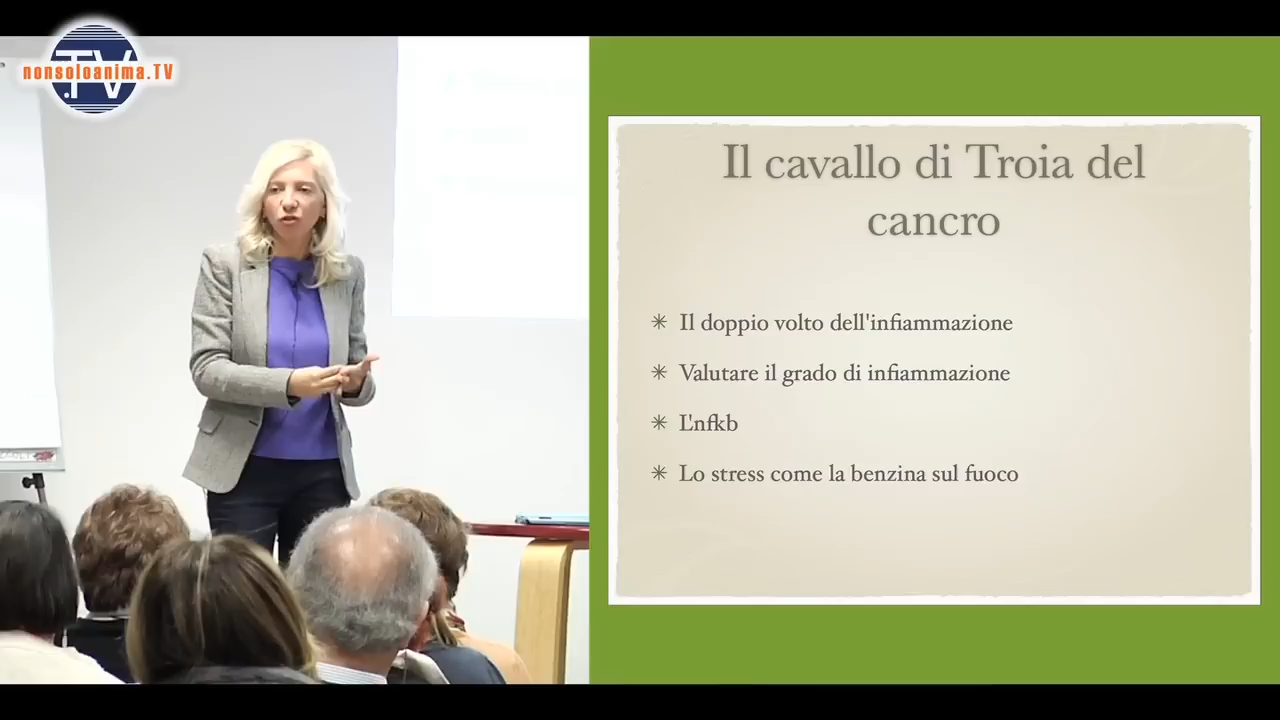 .TV
nonsoloanima.TV
Il cavallo di Troia del
cancro
Il doppio volto dell'infiammazione
Valutare il grado di infiammazione
L'nfkb
Lo stress come la benzina sul fuoco